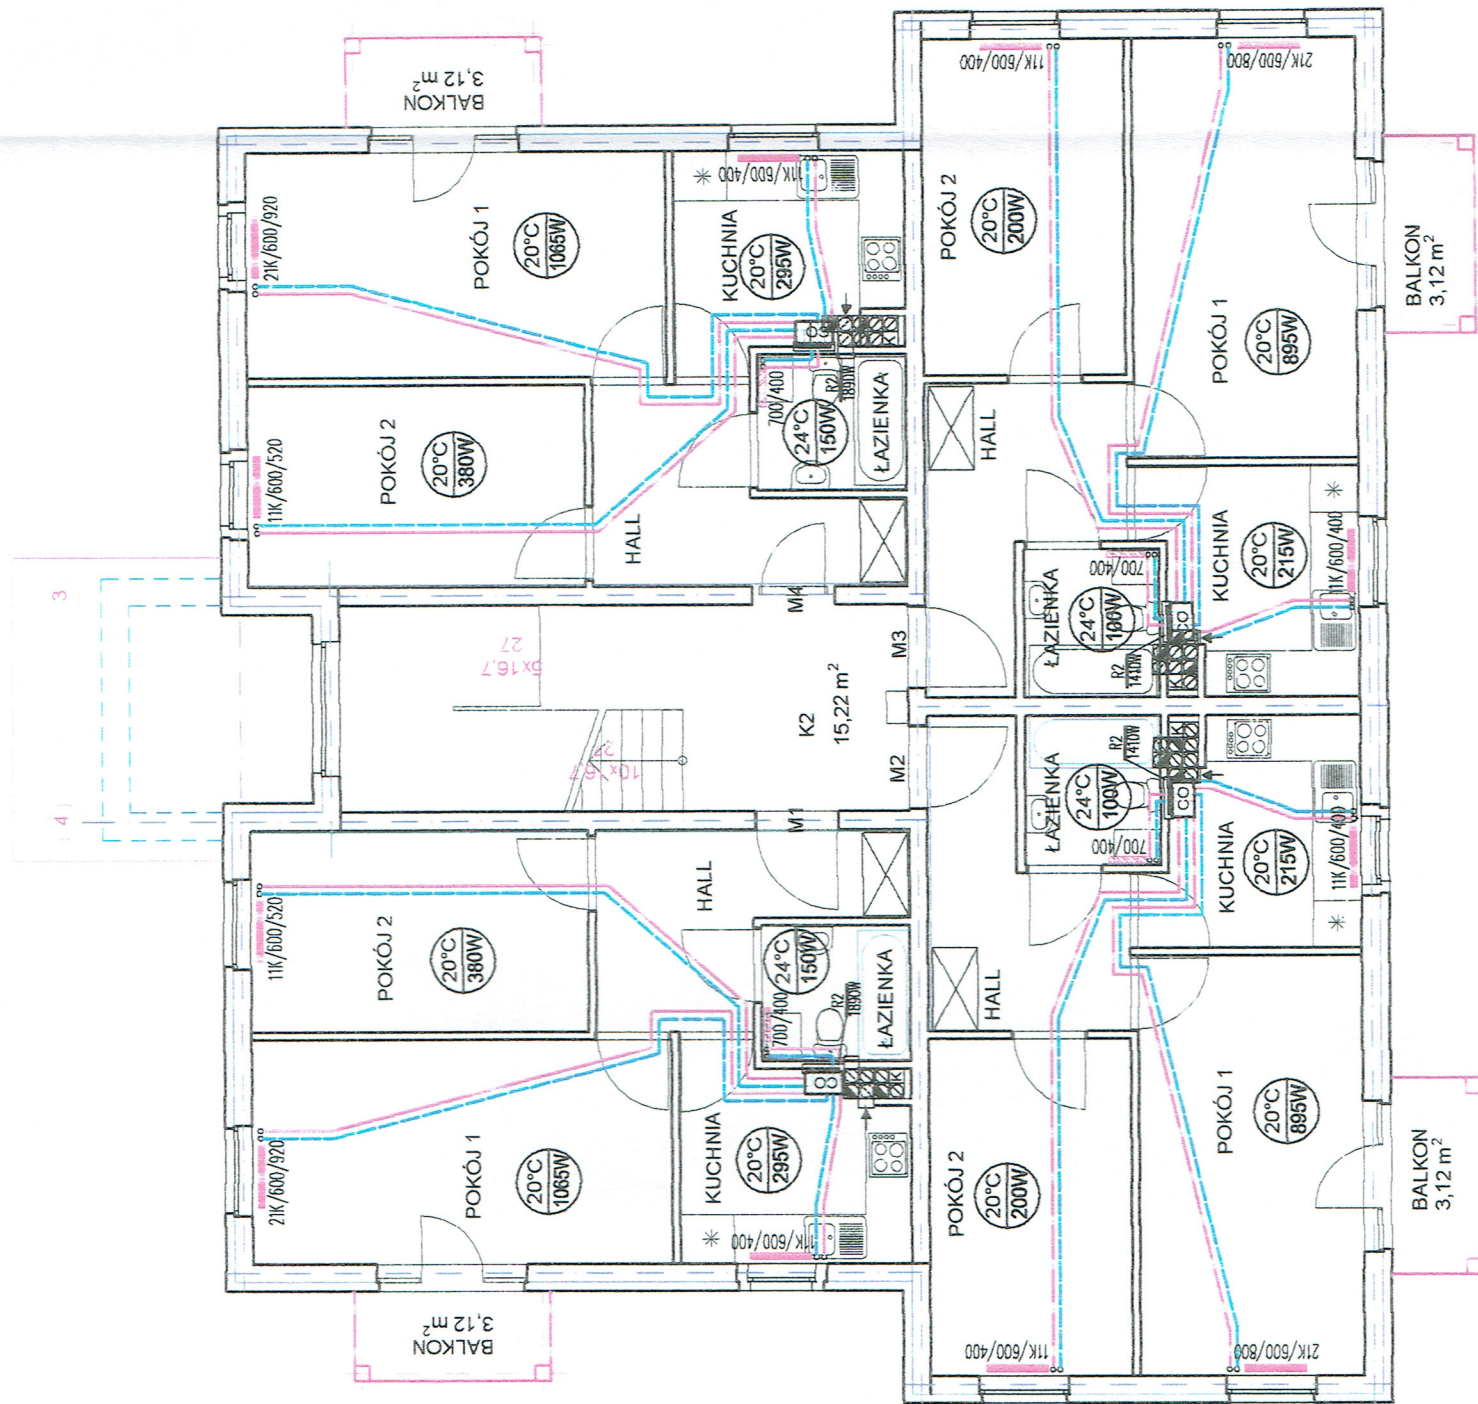 BALKON
3,12 m²
21K/600/920
POKÓJ 1
20°C
1065W
11K/600/400
KUCHNIA
20°C
295W
11K/600/520
POKÓJ 2
20°C
380W
700/400
24°C
150W
R2
1890W
ŁAZIENKA
K
HALL
M4
11K/600/400
POKÓJ 2
20°C
200W
21K/600/800
POKÓJ 1
20°C
895W
BALKON
3,12 m²
HALL
KUCHNIA
20°C
215W
11K/600/400
ŁAZIENKA
24°C
100W
700/400
R2
1410W
CO
K
M3
3
4
5x16.7
27
10x16.7
27
K2
15,22 m²
M2
M1
ŁAZIENKA
24°C
100W
700/400
R2
1410W
CO
K
KUCHNIA
20°C
215W
11K/600/400
HALL
11K/600/520
POKÓJ 2
20°C
380W
HALL
24°C
150W
700/400
R2
1890W
ŁAZIENKA
K
21K/600/920
POKÓJ 1
20°C
1065W
KUCHNIA
20°C
295W
11K/600/400
BALKON
3,12 m²
POKÓJ 2
20°C
200W
11K/600/400
POKÓJ 1
20°C
895W
21K/600/800
BALKON
3,12 m²